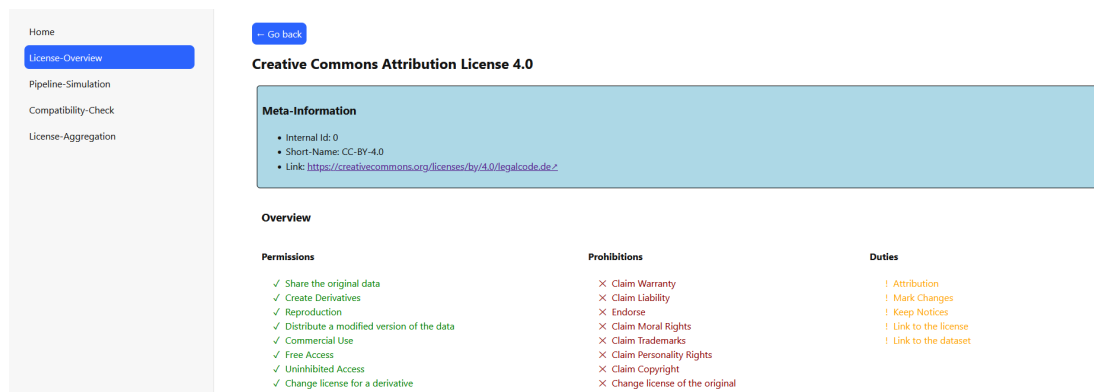 Home
License-Overview
Pipeline-Simulation
Compatibility-Check
License-Aggregation
← Go back
Creative Commons Attribution License 4.0
Meta-Information
• Internal Id: 0
• Short-Name: CC-BY-4.0
• Link: https://creativecommons.org/licenses/by/4.0/legalcode.de↗
Overview
Permissions
✓ Share the original data
✓ Create Derivatives
✓ Reproduction
✓ Distribute a modified version of the data
✓ Commercial Use
✓ Free Access
✓ Uninhibited Access
✓ Change license for a derivative
Prohibitions
✕ Claim Warranty
✕ Claim Liability
✕ Endorse
✕ Claim Moral Rights
✕ Claim Trademarks
✕ Claim Personality Rights
✕ Claim Copyright
✕ Change license of the original
Duties
! Attribution
! Mark Changes
! Keep Notices
! Link to the license
! Link to the dataset